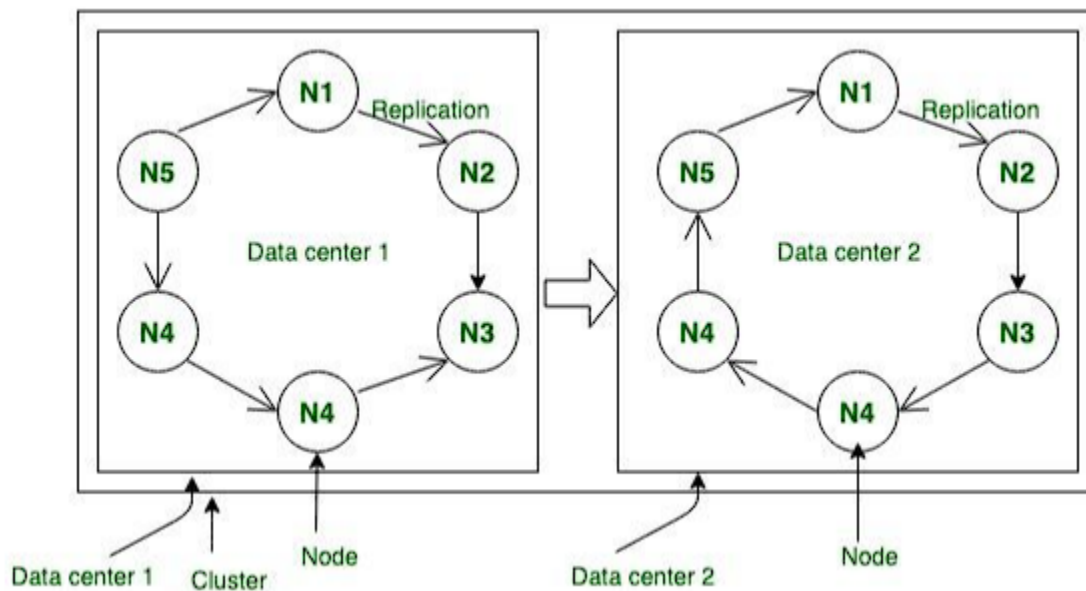 N1
Replication
N5
N2
Data center 1
N4
N3
N4
N1
Replication
N5
N2
Data center 2
N4
N3
N4
Data center 1
Cluster
Node
Data center 2
Node